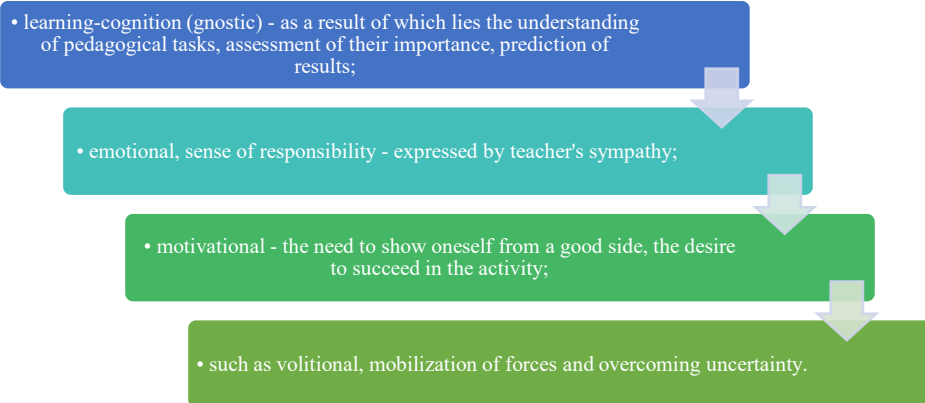 • learning-cognition (gnostic) - as a result of which lies the understanding
of pedagogical tasks, assessment of their importance, prediction of
results;
• emotional, sense of responsibility - expressed by teacher's sympathy;
• motivational - the need to show oneself from a good side, the desire
to succeed in the activity;
• such as volitional, mobilization of forces and overcoming uncertainty.